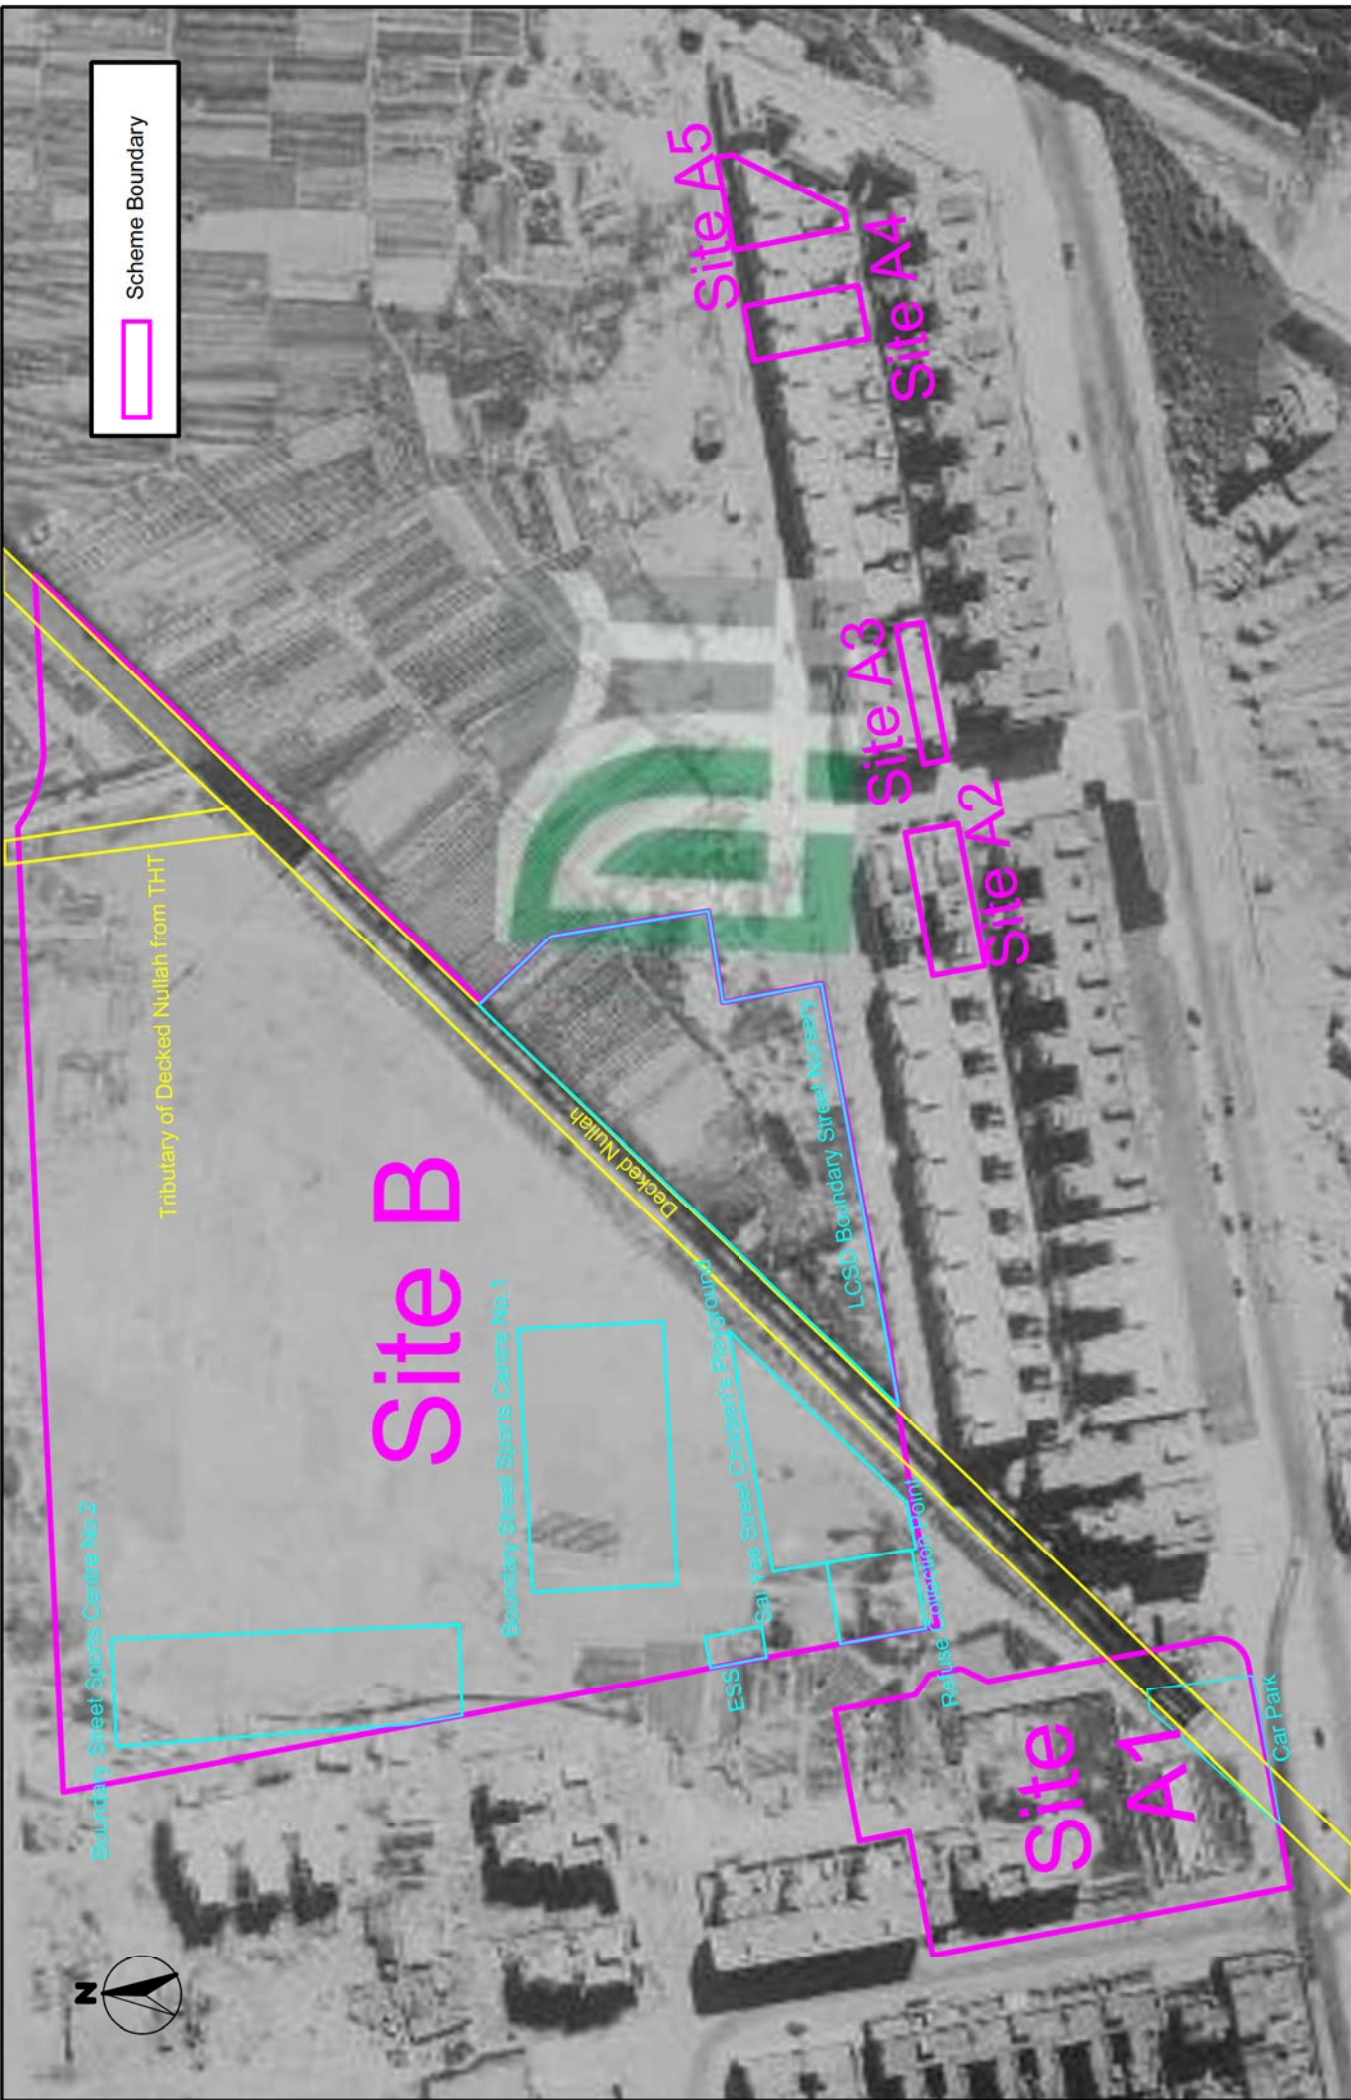 Scheme Boundary
N
Boundary Street Sports Centre No.2
Tributary of Decked Nullah from THT
Site B
Boundary Street Sports Centre No.1
Decked Nullah
Sai Yee Street Children's Playground
LCSD Boundary Street Nursery
ESS
Refuse Collection Point
Car Park
Site
A1
Site A2
Site A3
Site A4
Site A5